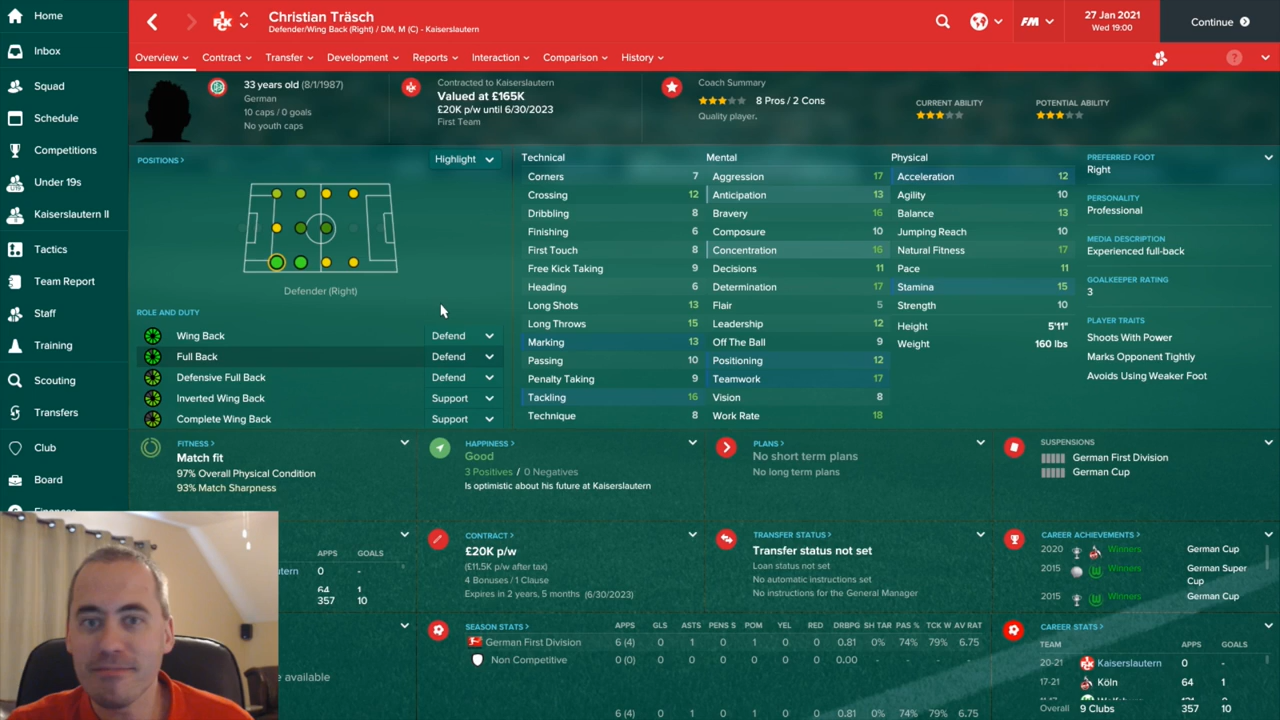 Home
Inbox
Squad
Schedule
Competitions
Under 19s
Kaiserslautern II
Tactics
Team Report
Staff
Training
Scouting
Transfers
Club
Board
Christian Träsch
Defender/Wing Back (Right) / DM, M (C) - Kaiserslautern
FM
27 Jan 2021
Wed 19:00
Continue
Overview Contract Transfer Development Reports Interaction Comparison History
33 years old (8/1/1987)
German
10 caps / 0 goals
No youth caps
Contracted to Kaiserslautern
Valued at £165K
£20K p/w until 6/30/2023
First Team
Coach Summary
8 Pros / 2 Cons
Quality player.
CURRENT ABILITY
POTENTIAL ABILITY
POSITIONS >
Highlight
Defender (Right)
ROLE AND DUTY
Wing Back Defend
Full Back Defend
Defensive Full Back Defend
Inverted Wing Back Support
Complete Wing Back Support
Technical
Corners 7
Crossing 12
Dribbling 8
Finishing 6
First Touch 8
Free Kick Taking 9
Heading 6
Long Shots 13
Long Throws 15
Marking 13
Passing 10
Penalty Taking 9
Tackling 16
Technique 8
Mental
Aggression 17
Anticipation 13
Bravery 16
Composure 10
Concentration 16
Decisions 11
Determination 17
Flair 5
Leadership 12
Off The Ball 9
Positioning 12
Teamwork 17
Vision 8
Work Rate 18
Physical
Acceleration 12
Agility 10
Balance 13
Jumping Reach 10
Natural Fitness 17
Pace 11
Stamina 15
Strength 10
Height 5'11"
Weight 160 lbs
PREFERRED FOOT
Right
PERSONALITY
Professional
MEDIA DESCRIPTION
Experienced full-back
GOALKEEPER RATING
3
PLAYER TRAITS
Shoots With Power
Marks Opponent Tightly
Avoids Using Weaker Foot
FITNESS >
Match fit
97% Overall Physical Condition
93% Match Sharpness
HAPPINESS >
Good
3 Positives / 0 Negatives
Is optimistic about his future at Kaiserslautern
PLANS >
No short term plans
No long term plans
SUSPENSIONS
German First Division
German Cup
APPS GOALS
0 -
64 1
357 10
CONTRACT >
£20K p/w
(£11.5K p/w after tax)
4 Bonuses / 1 Clause
Expires in 2 years, 5 months (6/30/2023)
TRANSFER STATUS >
Transfer status not set
Loan status not set
No automatic instructions set
No instructions for the General Manager
CAREER ACHIEVEMENTS >
2020 Winners German Cup
2015 Winners German Super
Cup
2015 Winners German Cup
available
SEASON STATS > APPS GLS ASTS PENS S POM YEL RED DRBPG SH TAR PAS % TCK W AV RAT
German First Division 6 (4) 0 1 0 1 0 0 0.81 0% 74% 79% 6.75
Non Competitive 0 (0) 0 0 0 0 0 0 0.00 - - - -
6 (4) 0 1 0 1 0 0 0.81 0% 74% 79% 6.75
CAREER STATS >
TEAM APPS GOALS
20-21 Kaiserslautern 0 -
17-21 Köln 64 1
Overall 9 Clubs 357 10